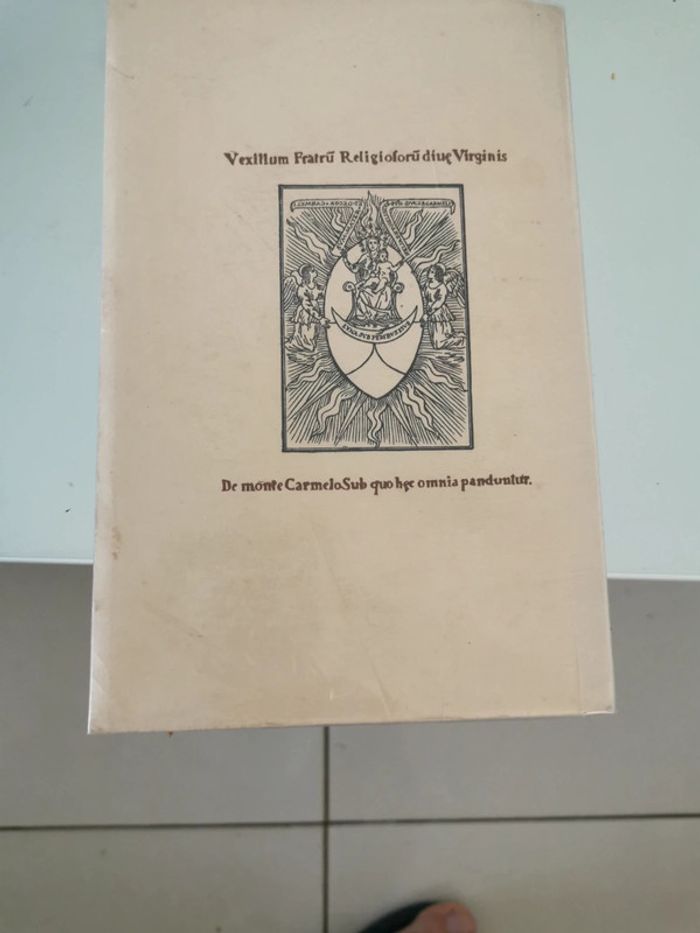 Vexillum Fratrū Religioſorū diuę Virginis
De monte Carmelo Sub quo hęc omnia panduntur.